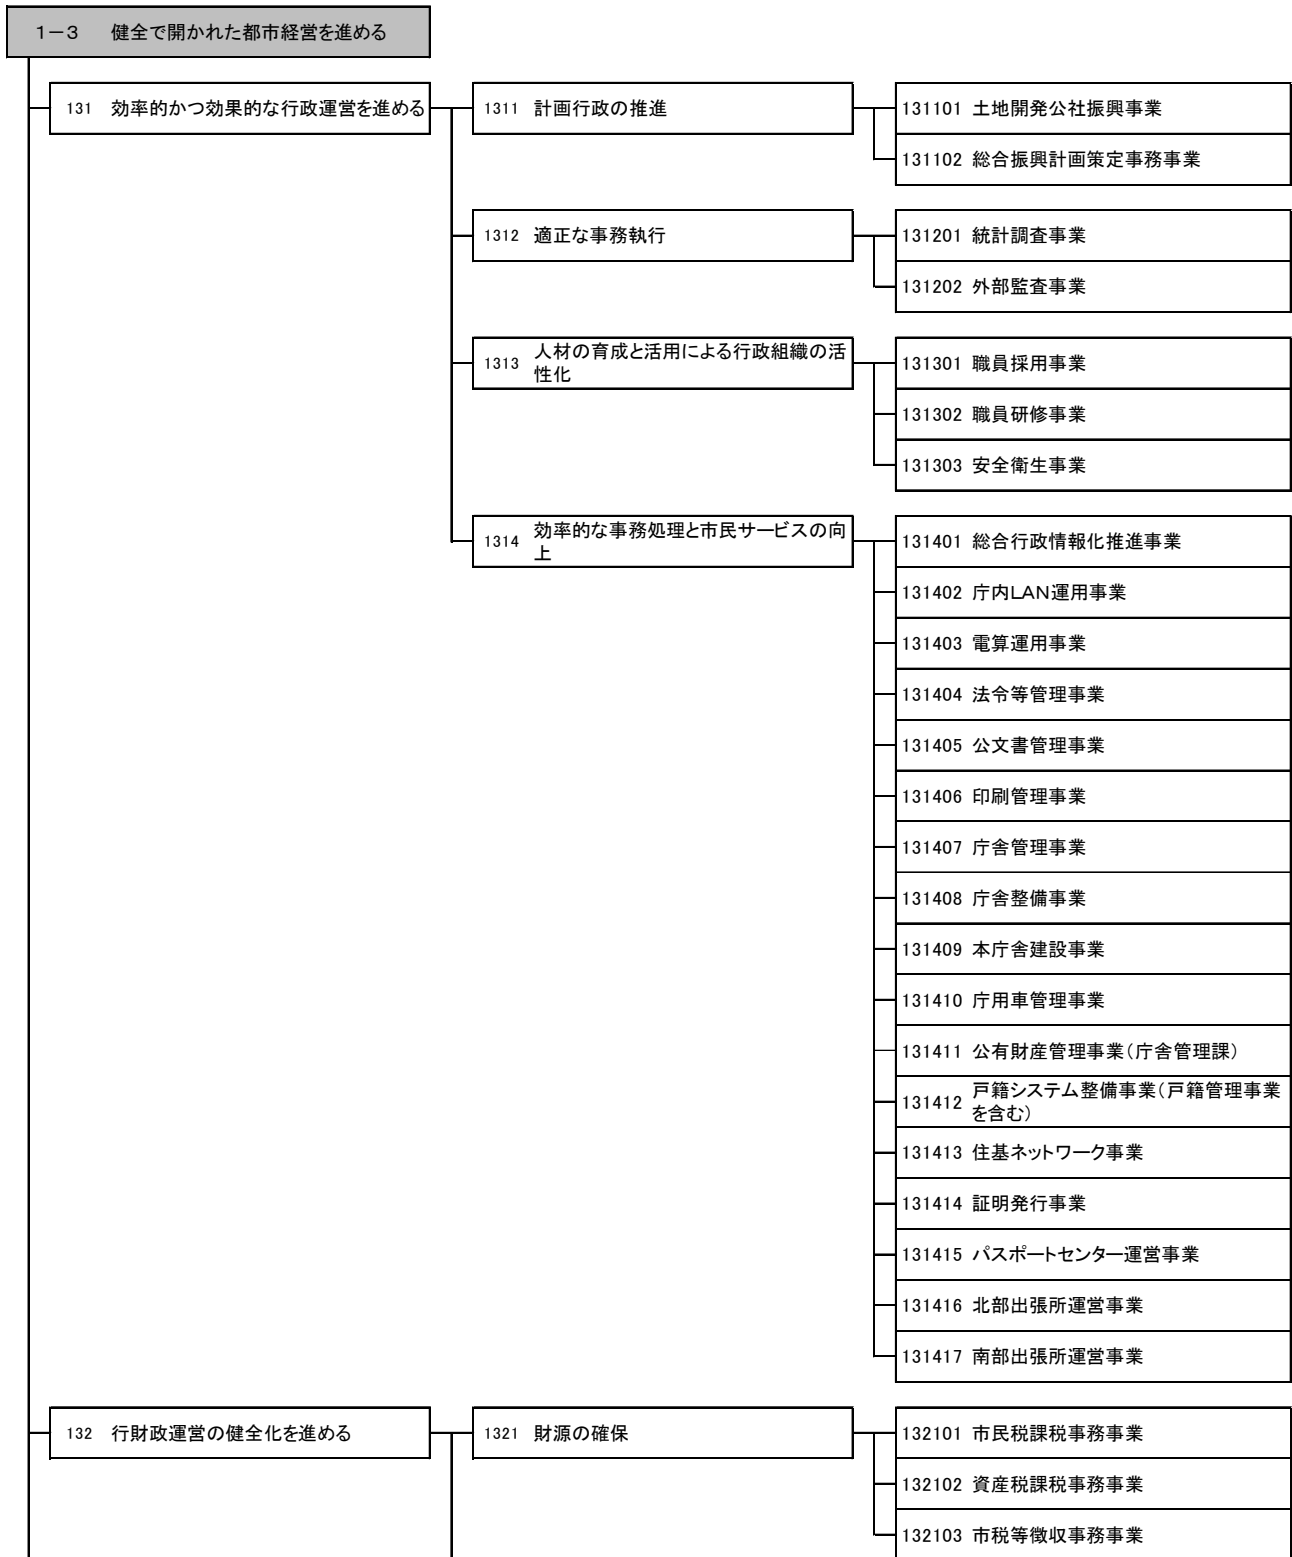 1－3　健全で開かれた都市経営を進める
131 効率的かつ効果的な行政運営を進める
1311 計画行政の推進
131101 土地開発公社振興事業
131102 総合振興計画策定事務事業
1312 適正な事務執行
131201 統計調査事業
131202 外部監査事業
1313 人材の育成と活用による行政組織の活
性化
131301 職員採用事業
131302 職員研修事業
131303 安全衛生事業
1314 効率的な事務処理と市民サービスの向
上
131401 総合行政情報化推進事業
131402 庁内LAN運用事業
131403 電算運用事業
131404 法令等管理事業
131405 公文書管理事業
131406 印刷管理事業
131407 庁舎管理事業
131408 庁舎整備事業
131409 本庁舎建設事業
131410 庁用車管理事業
131411 公有財産管理事業（庁舎管理課）
131412 戸籍システム整備事業（戸籍管理事業
を含む）
131413 住基ネットワーク事業
131414 証明発行事業
131415 パスポートセンター運営事業
131416 北部出張所運営事業
131417 南部出張所運営事業
132 行財政運営の健全化を進める
1321 財源の確保
132101 市民税課税事務事業
132102 資産税課税事務事業
132103 市税等徴収事務事業